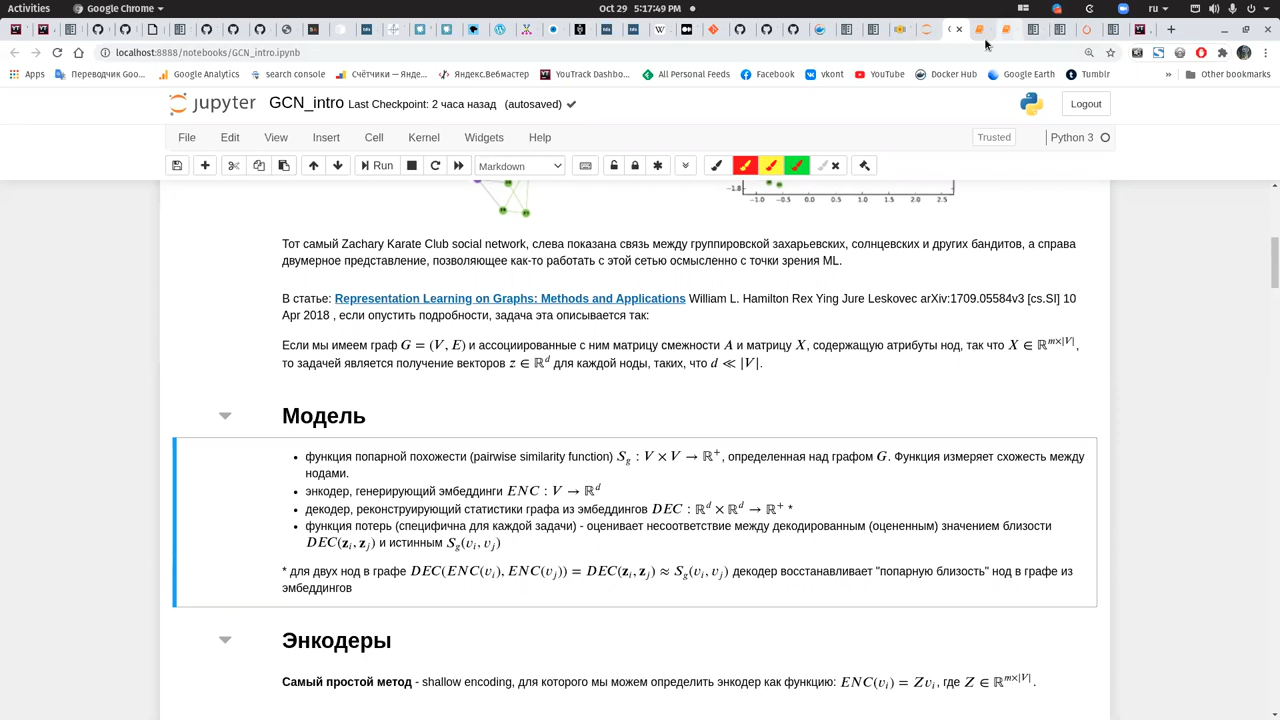 Activities
Google Chrome
Oct 29 5:17:49 PM
ru
localhost:8888/notebooks/GCN_intro.ipynb
Apps
Переводчик Goo...
Google Analytics
search console
Счётчики — Янде...
Яндекс.Вебмастер
YouTrack Dashbo...
All Personal Feeds
Facebook
vkont
YouTube
Docker Hub
Google Earth
Tumblr
»
Other bookmarks
jupyter GCN_intro Last Checkpoint: 2 часа назад (autosaved)
Logout
File Edit View Insert Cell Kernel Widgets Help
Trusted
Python 3
Run
Markdown
−1.8
−1.0 −0.5 0.0 0.5 1.0 1.5 2.0 2.5
Тот самый Zachary Karate Club social network, слева показана связь между группировской захарьевских, солнцевских и других бандитов, а справа
двумерное представление, позволяющее как-то работать с этой сетью осмысленно с точки зрения ML.
В статье: Representation Learning on Graphs: Methods and Applications William L. Hamilton Rex Ying Jure Leskovec arXiv:1709.05584v3 [cs.SI] 10
Apr 2018 , если опустить подробности, задача эта описывается так:
Если мы имеем граф G = (V, E) и ассоциированные с ним матрицу смежности A и матрицу X, содержащую атрибуты нод, так что X ∈ ℝ^{m×|V|},
то задачей является получение векторов z ∈ ℝ^d для каждой ноды, таких, что d ≪ |V|.
Модель
• функция попарной похожести (pairwise similarity function) S_g : V × V → ℝ^+, определенная над графом G. Функция измеряет схожесть между
нодами.
• энкодер, генерирующий эмбеддинги ENC : V → ℝ^d
• декодер, реконструирующий статистики графа из эмбеддингов DEC : ℝ^d × ℝ^d → ℝ^+ *
• функция потерь (специфична для каждой задачи) - оценивает несоответствие между декодированным (оцененным) значением близости
DEC(z_i, z_j) и истинным S_g(v_i, v_j)
* для двух нод в графе DEC(ENC(v_i), ENC(v_j)) = DEC(z_i, z_j) ≈ S_g(v_i, v_j) декодер восстанавливает "попарную близость" нод в графе из
эмбеддингов
Энкодеры
Самый простой метод - shallow encoding, для которого мы можем определить энкодер как функцию: ENC(v_i) = Zv_i, где Z ∈ ℝ^{m×|V|}.